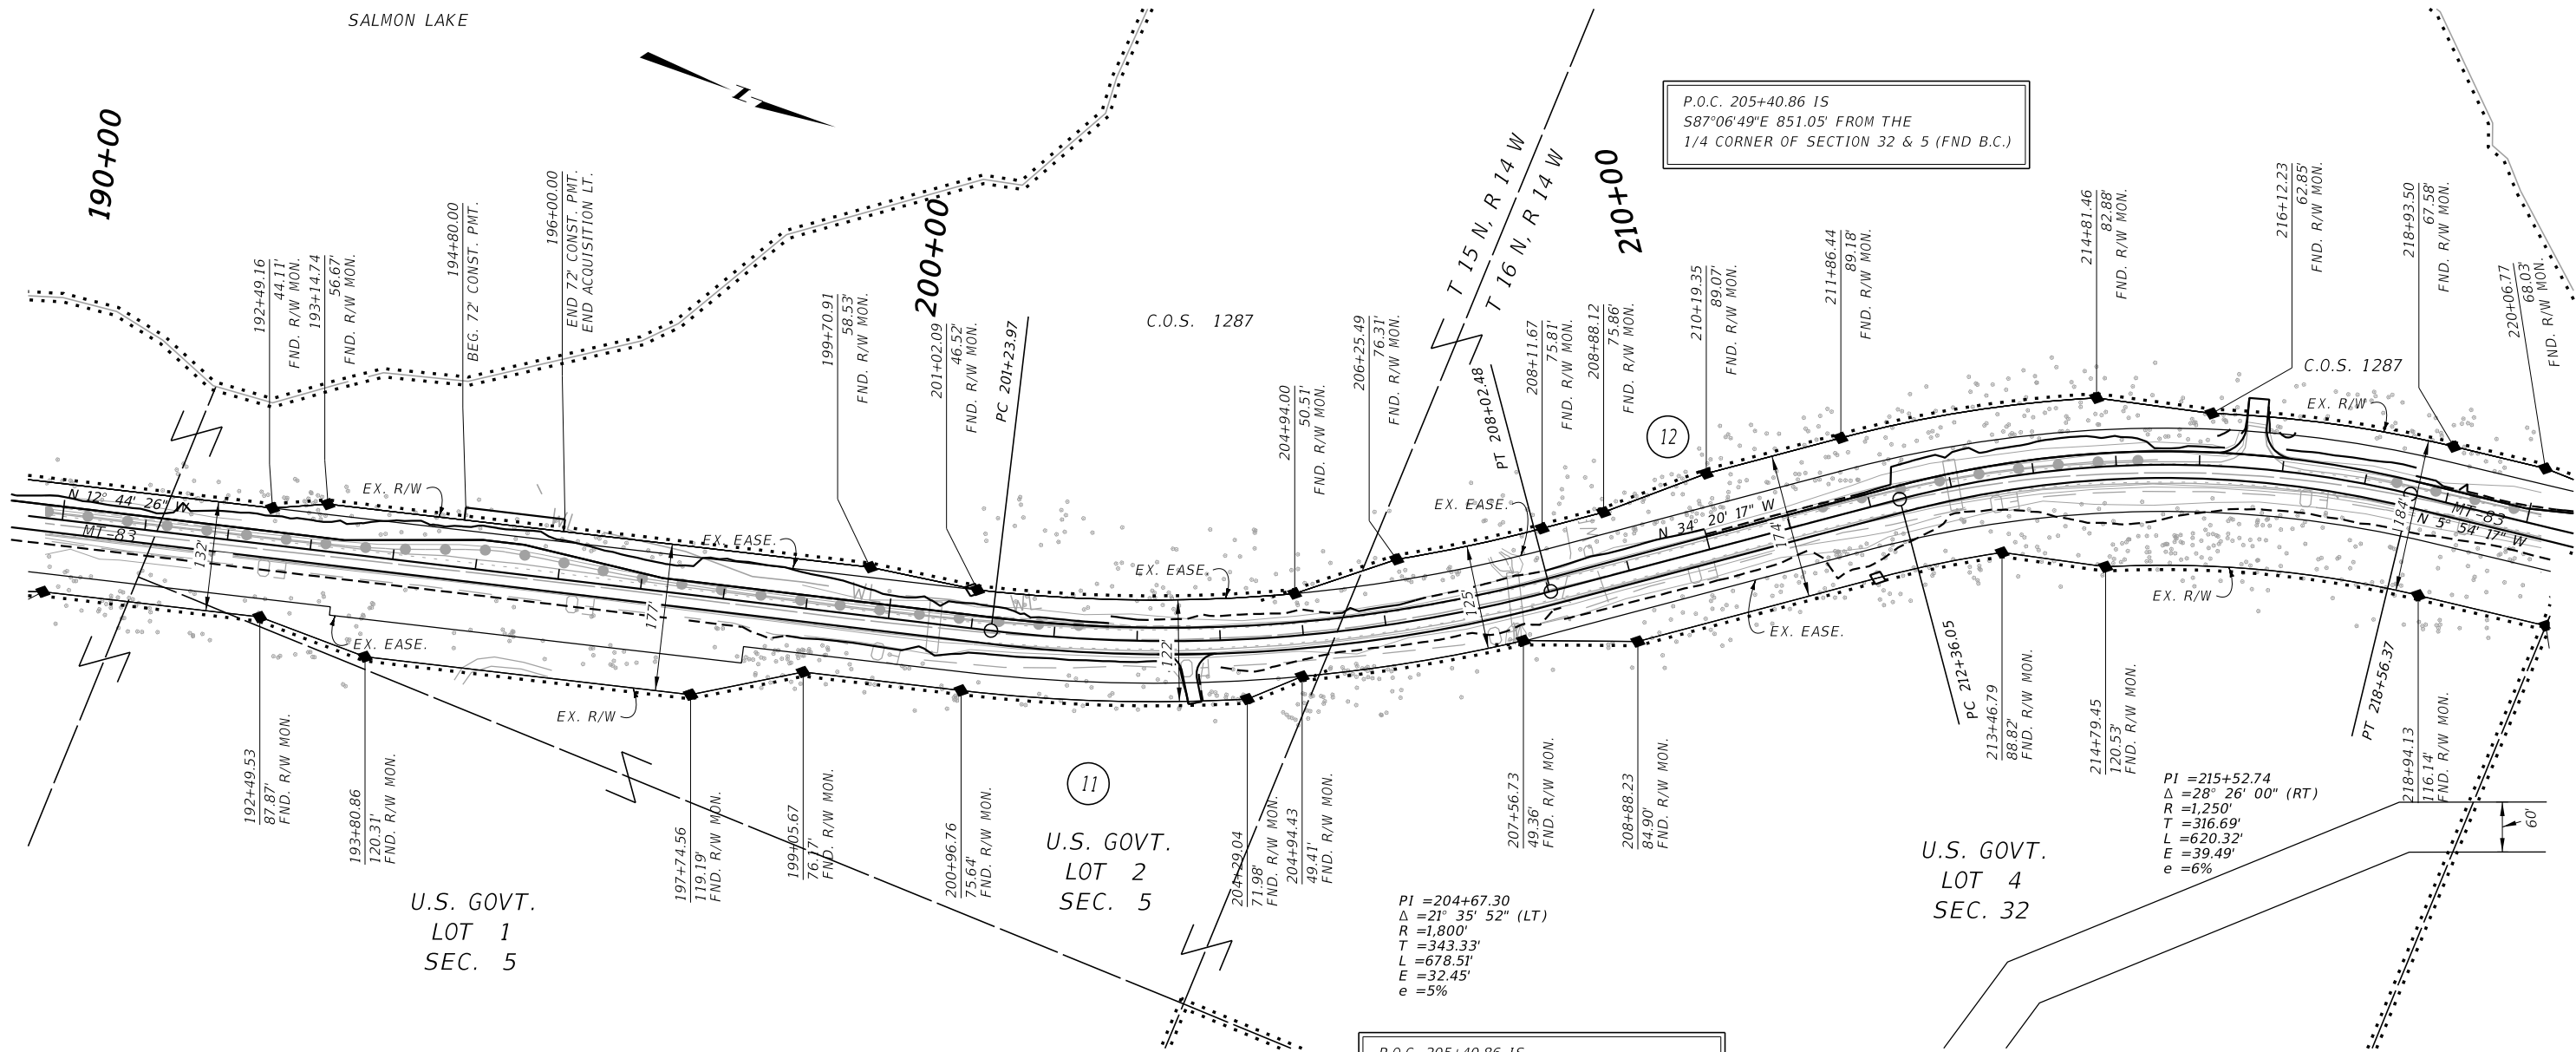 SALMON LAKE
190+00
192+49.16
44.11'
FND. R/W MON.
193+14.74
56.67'
FND. R/W MON.
194+80.00
BEG. 72' CONST. PMT.
196+00.00
END 72' CONST. PMT.
END ACQUISITION LT.
199+70.91
58.53'
FND. R/W MON.
200+00
201+02.09
46.52'
FND. R/W MON.
PC 201+23.97
C.O.S. 1287
204+94.00
50.51'
FND. R/W MON.
206+25.49
76.31'
FND. R/W MON.
T 15 N, R 14 W
T 16 N, R 14 W
PT 208+02.48
208+11.67
75.81'
FND. R/W MON.
208+88.12
75.86'
FND. R/W MON.
210+00
P.O.C. 205+40.86 IS
S87°06'49"E 851.05' FROM THE
1/4 CORNER OF SECTION 32 & 5 (FND B.C.)
12
210+19.35
89.07'
FND. R/W MON.
211+86.44
89.18'
FND. R/W MON.
214+81.46
82.88'
FND. R/W MON.
216+12.23
62.85'
FND. R/W MON.
218+93.50
67.58'
FND. R/W MON.
220+06.77
68.03'
FND. R/W MON.
C.O.S. 1287
EX. R/W
N 12° 44' 26" W
MT-83
132'
EX. R/W
EX. EASE.
177'
EX. EASE.
WL
WL
EX. EASE.
122'
EX. EASE.
125'
N 34° 20' 17" W
174'
184'
MT-83
N 5° 54' 17" W
EX. EASE.
EX. R/W
EX. R/W
EX. EASE.
192+49.53
87.87'
FND. R/W MON.
193+80.86
120.31'
FND. R/W MON.
197+74.56
119.19'
FND. R/W MON.
199+05.67
76.17'
FND. R/W MON.
200+96.76
75.64'
FND. R/W MON.
204+29.04
71.98'
FND. R/W MON.
204+94.43
49.41'
FND. R/W MON.
207+56.73
49.36'
FND. R/W MON.
208+88.23
84.90'
FND. R/W MON.
PC 212+36.05
213+46.79
88.82'
FND. R/W MON.
214+79.45
120.53'
FND. R/W MON.
PT 218+56.37
218+94.13
116.14'
FND. R/W MON.
11
U.S. GOVT.
LOT 1
SEC. 5
U.S. GOVT.
LOT 2
SEC. 5
PI =204+67.30
Δ =21° 35' 52" (LT)
R =1,800'
T =343.33'
L =678.51'
E =32.45'
e =5%
U.S. GOVT.
LOT 4
SEC. 32
PI =215+52.74
Δ =28° 26' 00" (RT)
R =1,250'
T =316.69'
L =620.32'
E =39.49'
e =6%
60'
P.O.C. 205+40.86 IS